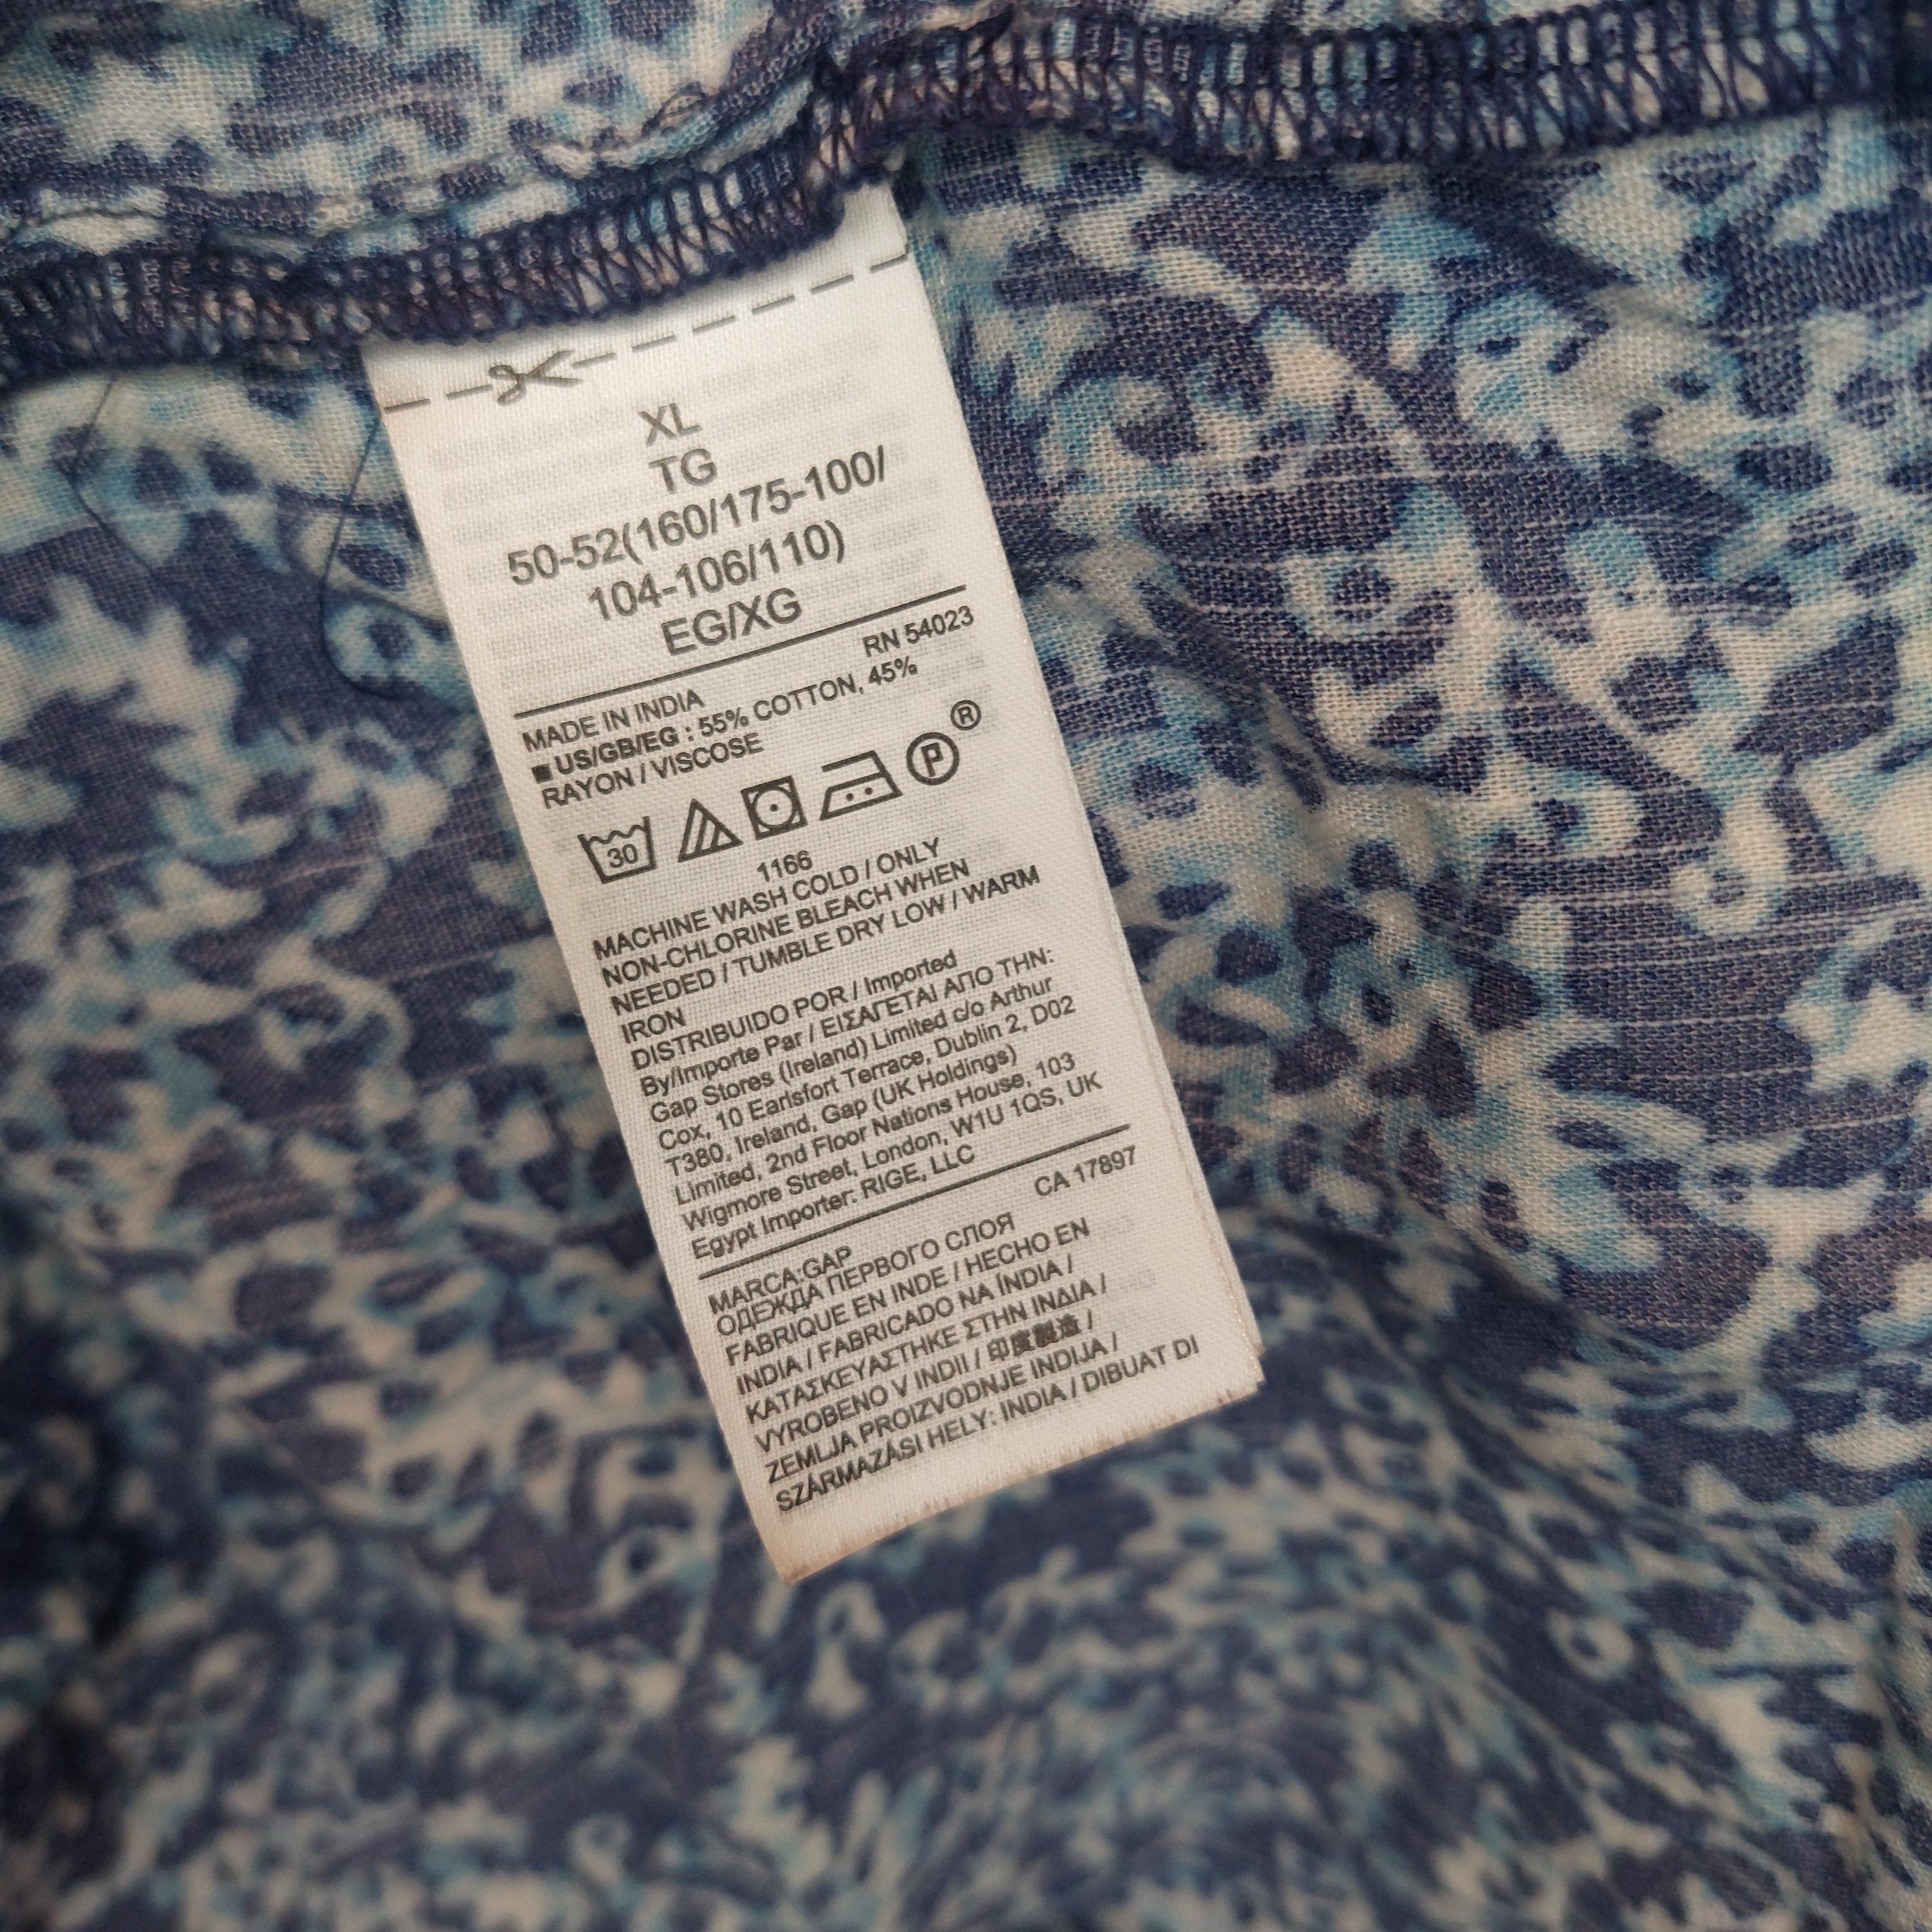 XL
TG
50-52(160/175-100/
104-106/110)
EG/XG
RN 54023
MADE IN INDIA
■ US/GB/EG : 55% COTTON, 45%
RAYON / VISCOSE
30 P ®
1166
MACHINE WASH COLD / ONLY
NON-CHLORINE BLEACH WHEN
NEEDED / TUMBLE DRY LOW / WARM
IRON
DISTRIBUIDO POR / Imported
By/Importe Par / ΕΙΣΑΓΕΤΑΙ ΑΠΟ ΤΗΝ:
Gap Stores (Ireland) Limited c/o Arthur
Cox, 10 Earlsfort Terrace, Dublin 2, D02
T380, Ireland, Gap (UK Holdings)
Limited, 2nd Floor Nations House, 103
Wigmore Street, London, W1U 1QS, UK
Egypt Importer: RIGE, LLC
CA 17897
MARCA:GAP
ОДЕЖДА ПЕРВОГО СЛОЯ
FABRIQUE EN INDE / HECHO EN
INDIA / FABRICADO NA ÍNDIA /
ΚΑΤΑΣΚΕΥΑΣΤΗΚΕ ΣΤΗΝ ΙΝΔΙΑ /
VYROBENO V INDII / 印度製造 /
ZEMLJA PROIZVODNJE INDIJA /
SZÁRMAZÁSI HELY: INDIA / DIBUAT DI